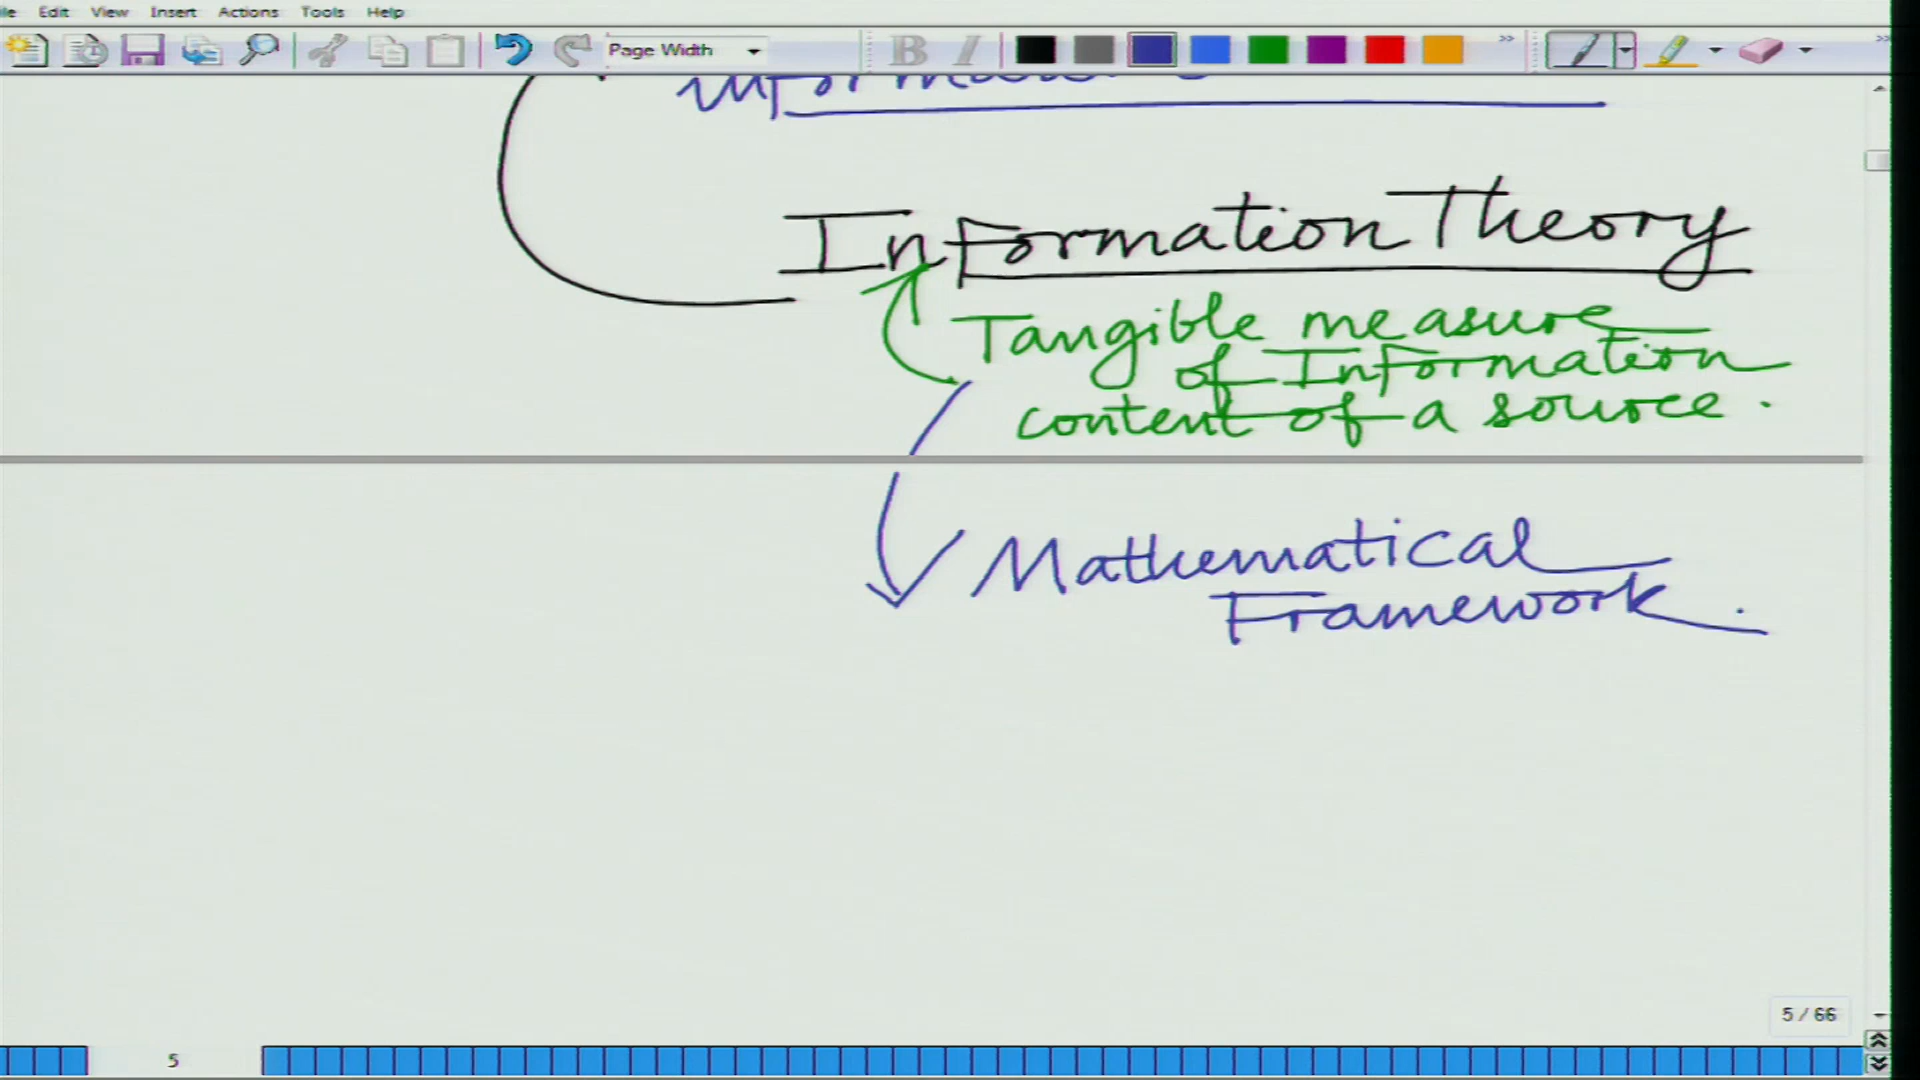 File Edit View Insert Actions Tools Help
Page Width
B I
Information Theory
Tangible measure
of Information
content of a source.
Mathematical
Framework.
5 / 66
5